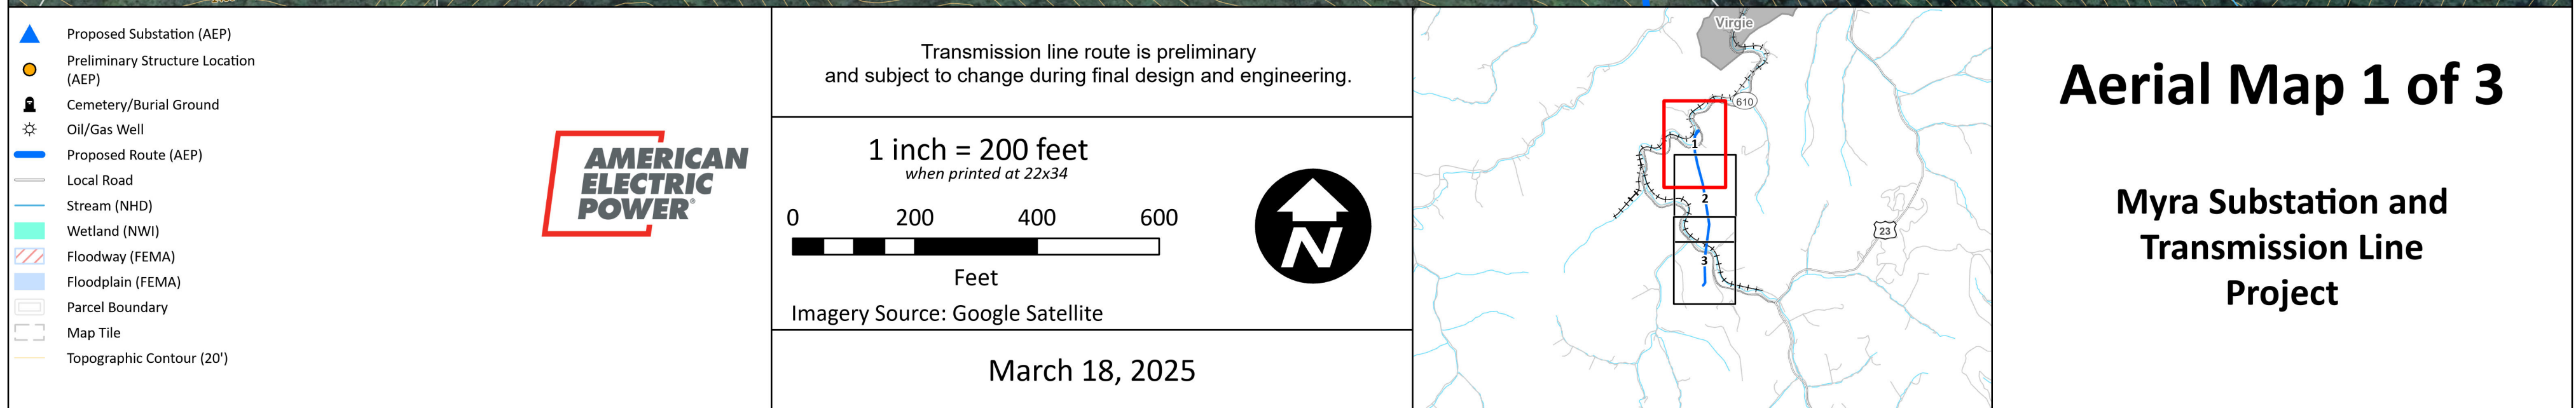 Proposed Substation (AEP)
Preliminary Structure Location
(AEP)
Cemetery/Burial Ground
Oil/Gas Well
Proposed Route (AEP)
Local Road
Stream (NHD)
Wetland (NWI)
Floodway (FEMA)
Floodplain (FEMA)
Parcel Boundary
Map Tile
Topographic Contour (20')
AMERICAN
ELECTRIC
POWER®
Transmission line route is preliminary
and subject to change during final design and engineering.
1 inch = 200 feet
when printed at 22x34
0 200 400 600
Feet
Imagery Source: Google Satellite
N
March 18, 2025
Virgie
610
1
2
23
3
Aerial Map 1 of 3
Myra Substation and
Transmission Line
Project